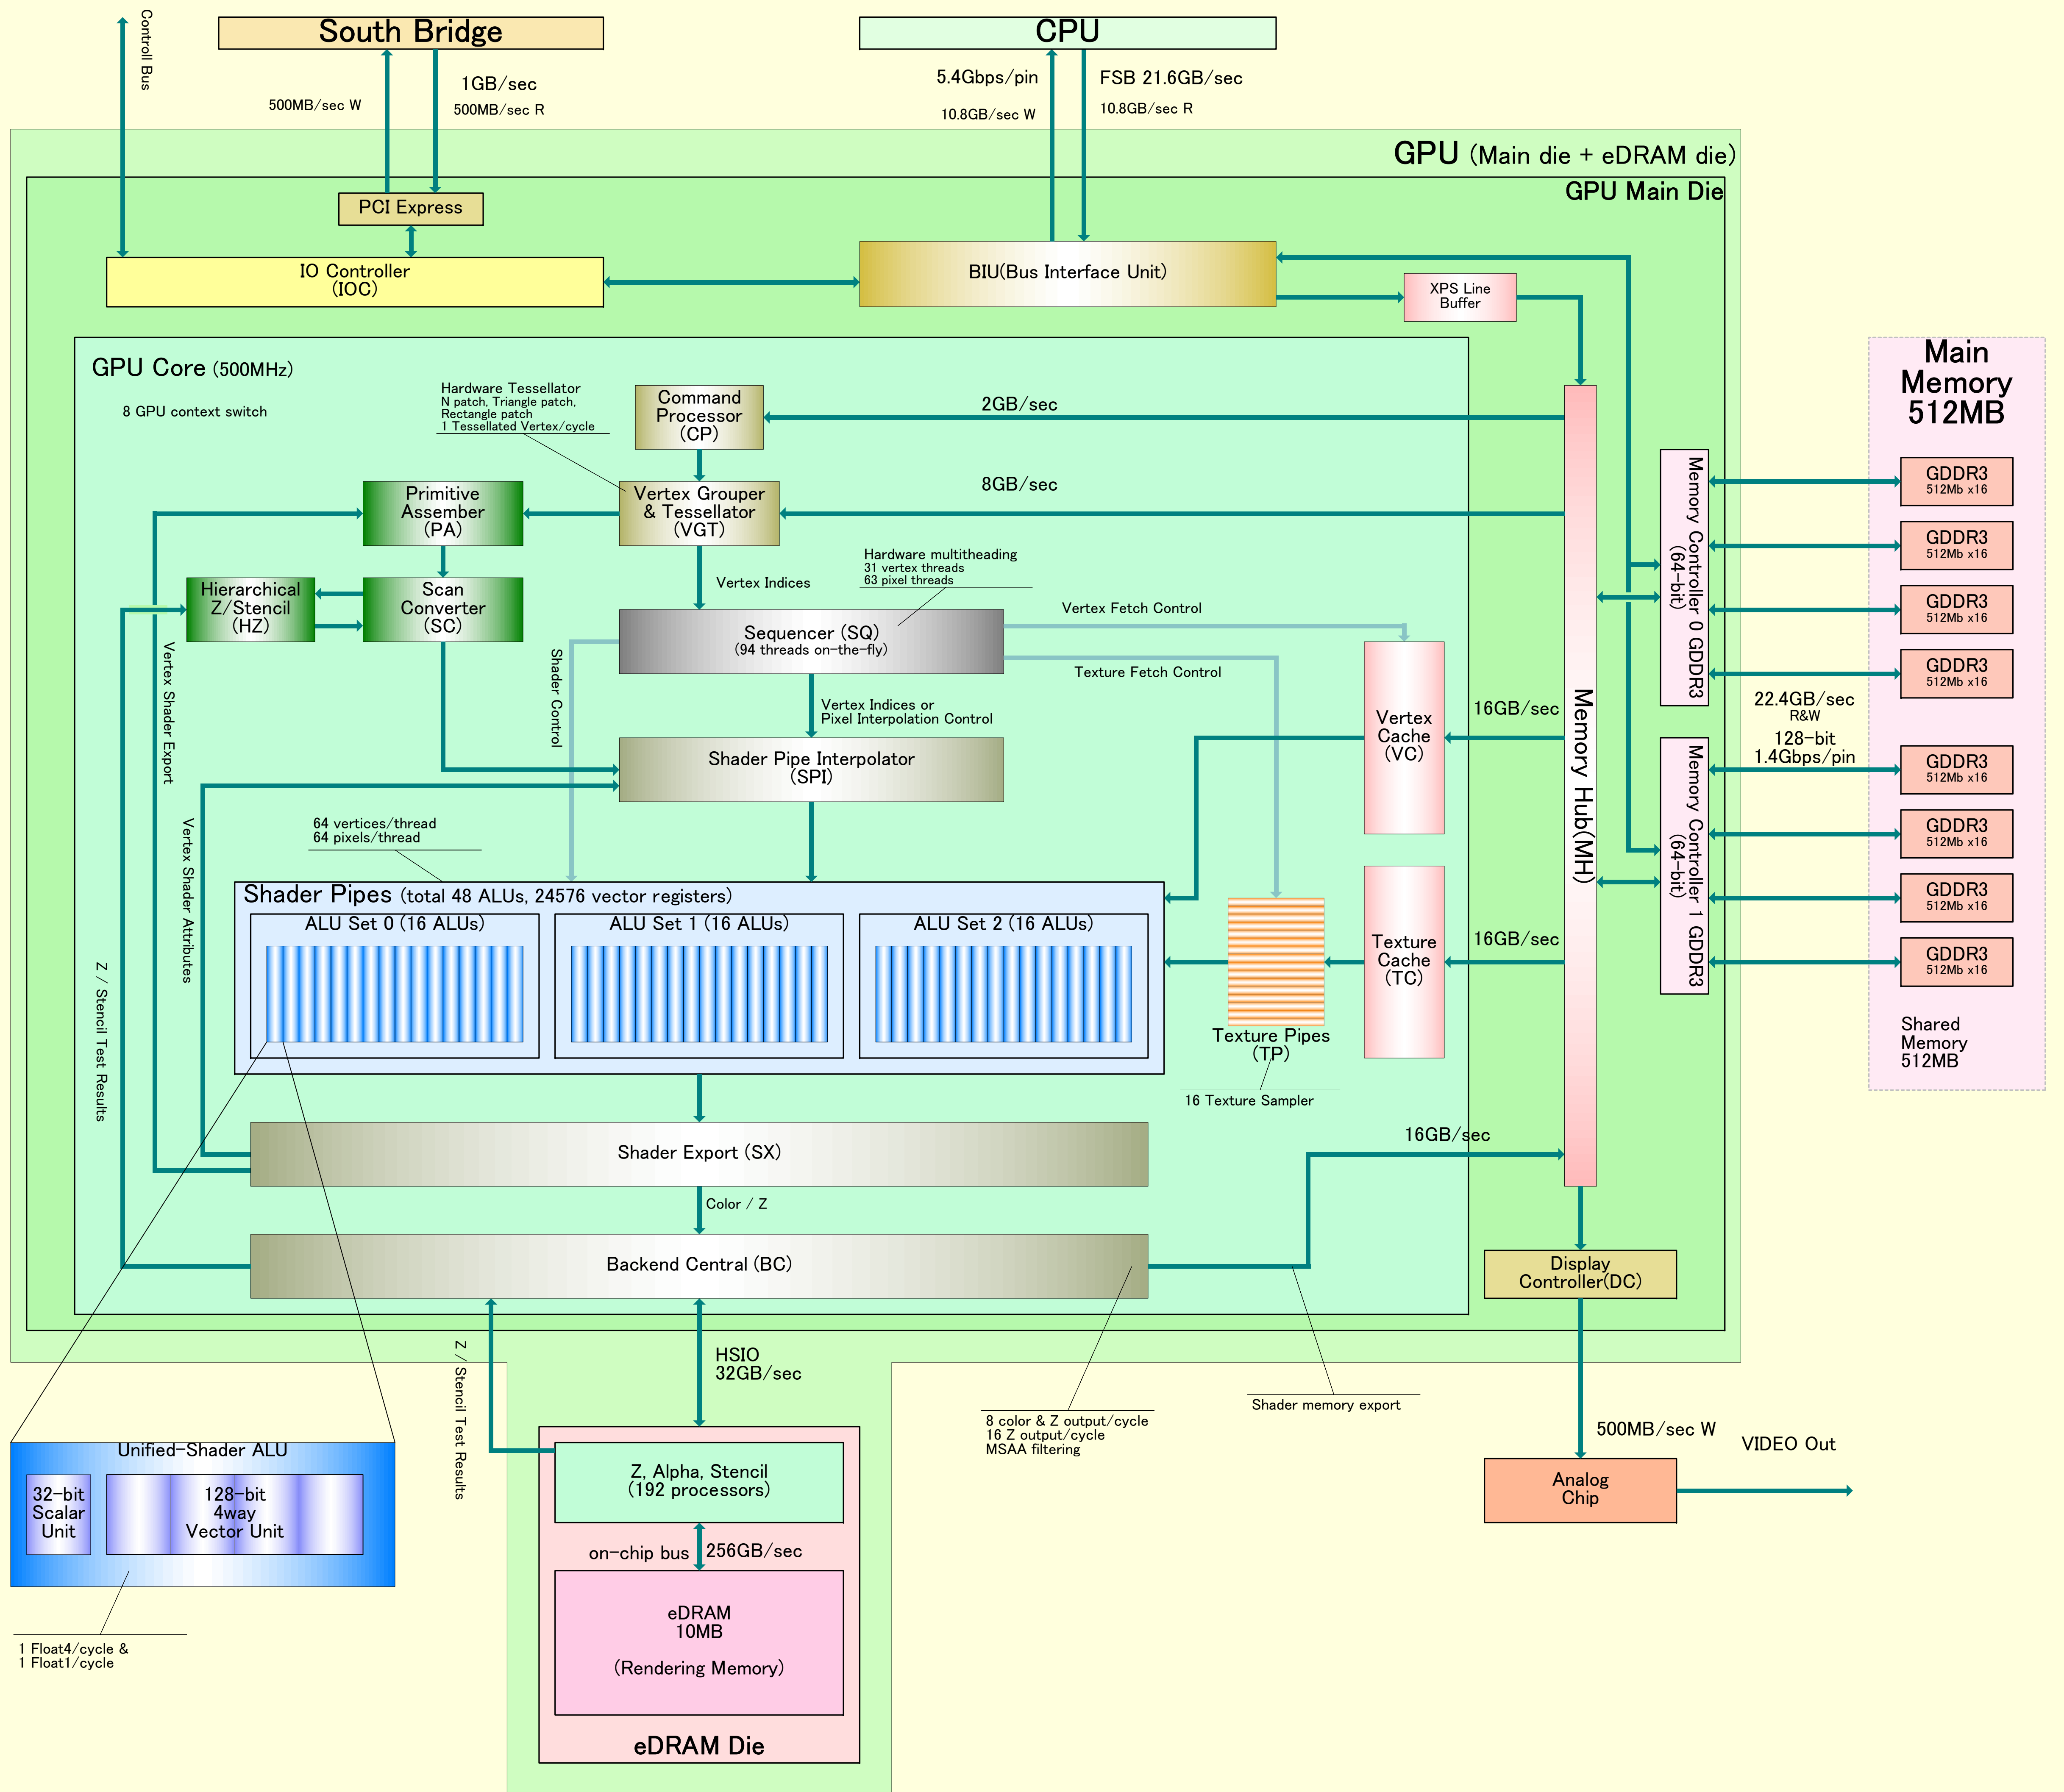 South Bridge
CPU
Controll Bus
500MB/sec W
1GB/sec
500MB/sec R
5.4Gbps/pin
10.8GB/sec W
FSB 21.6GB/sec
10.8GB/sec R
GPU (Main die + eDRAM die)
GPU Main Die
PCI Express
IO Controller
(IOC)
BIU(Bus Interface Unit)
XPS Line
Buffer
GPU Core (500MHz)
8 GPU context switch
Hardware Tessellator
N patch, Triangle patch,
Rectangle patch
1 Tessellated Vertex/cycle
Command
Processor
(CP)
2GB/sec
Primitive
Assember
(PA)
Vertex Grouper
& Tessellator
(VGT)
8GB/sec
Hierarchical
Z/Stencil
(HZ)
Scan
Converter
(SC)
Vertex Indices
Hardware multitheading
31 vertex threads
63 pixel threads
Sequencer (SQ)
(94 threads on-the-fly)
Vertex Fetch Control
Texture Fetch Control
Shader Control
Vertex Indices or
Pixel Interpolation Control
Shader Pipe Interpolator
(SPI)
Vertex
Cache
(VC)
16GB/sec
Memory Hub(MH)
Memory Controller 0 GDDR3
(64-bit)
Memory Controller 1 GDDR3
(64-bit)
Main
Memory
512MB
GDDR3
512Mb x16
GDDR3
512Mb x16
GDDR3
512Mb x16
GDDR3
512Mb x16
22.4GB/sec
R&W
128-bit
1.4Gbps/pin
GDDR3
512Mb x16
GDDR3
512Mb x16
GDDR3
512Mb x16
GDDR3
512Mb x16
Shared
Memory
512MB
Vertex Shader Export
Vertex Shader Attributes
Z / Stencil Test Results
64 vertices/thread
64 pixels/thread
Shader Pipes (total 48 ALUs, 24576 vector registers)
ALU Set 0 (16 ALUs)
ALU Set 1 (16 ALUs)
ALU Set 2 (16 ALUs)
Texture Pipes
(TP)
16 Texture Sampler
Texture
Cache
(TC)
16GB/sec
Shader Export (SX)
16GB/sec
Color / Z
Backend Central (BC)
Display
Controller(DC)
Z / Stencil Test Results
HSIO
32GB/sec
8 color & Z output/cycle
16 Z output/cycle
MSAA filtering
Shader memory export
500MB/sec W
VIDEO Out
Analog
Chip
Unified-Shader ALU
32-bit
Scalar
Unit
128-bit
4way
Vector Unit
1 Float4/cycle &
1 Float1/cycle
Z, Alpha, Stencil
(192 processors)
on-chip bus
256GB/sec
eDRAM
10MB
(Rendering Memory)
eDRAM Die